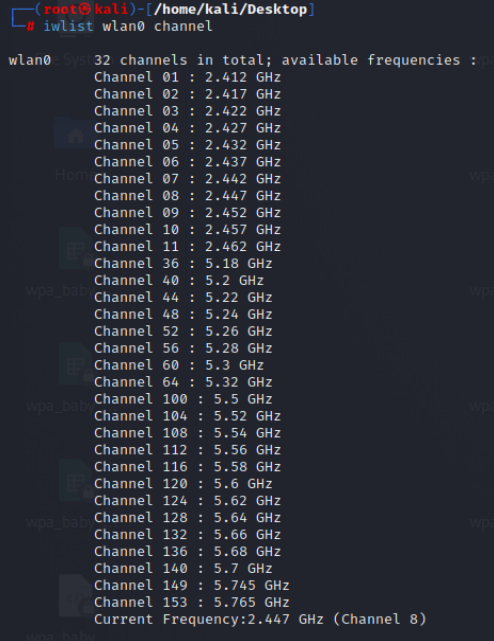 (root㉿kali)-[/home/kali/Desktop]
# iwlist wlan0 channel
wlan0 32 channels in total; available frequencies :
Channel 01 : 2.412 GHz
Channel 02 : 2.417 GHz
Channel 03 : 2.422 GHz
Channel 04 : 2.427 GHz
Channel 05 : 2.432 GHz
Channel 06 : 2.437 GHz
Channel 07 : 2.442 GHz
Channel 08 : 2.447 GHz
Channel 09 : 2.452 GHz
Channel 10 : 2.457 GHz
Channel 11 : 2.462 GHz
Channel 36 : 5.18 GHz
Channel 40 : 5.2 GHz
Channel 44 : 5.22 GHz
Channel 48 : 5.24 GHz
Channel 52 : 5.26 GHz
Channel 56 : 5.28 GHz
Channel 60 : 5.3 GHz
Channel 64 : 5.32 GHz
Channel 100 : 5.5 GHz
Channel 104 : 5.52 GHz
Channel 108 : 5.54 GHz
Channel 112 : 5.56 GHz
Channel 116 : 5.58 GHz
Channel 120 : 5.6 GHz
Channel 124 : 5.62 GHz
Channel 128 : 5.64 GHz
Channel 132 : 5.66 GHz
Channel 136 : 5.68 GHz
Channel 140 : 5.7 GHz
Channel 149 : 5.745 GHz
Channel 153 : 5.765 GHz
Current Frequency:2.447 GHz (Channel 8)